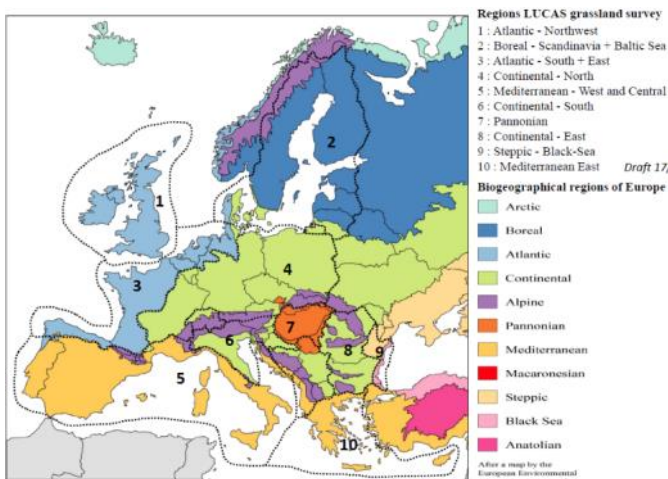 Regions LUCAS grassland survey
1 : Atlantic - Northwest
2 : Boreal - Scandinavia + Baltic Sea
3 : Atlantic - South + East
4 : Continental - North
5 : Mediterranean - West and Central
6 : Continental - South
7 : Pannonian
8 : Continental - East
9 : Steppic - Black-Sea
10 : Mediterranean East Draft 17/
Biogeographical regions of Europe
Arctic
Boreal
Atlantic
Continental
Alpine
Pannonian
Mediterranean
Macaronesian
Steppic
Black Sea
Anatolian
After a map by the
European Environmental
2
1
3
4
7
6
8
9
5
10